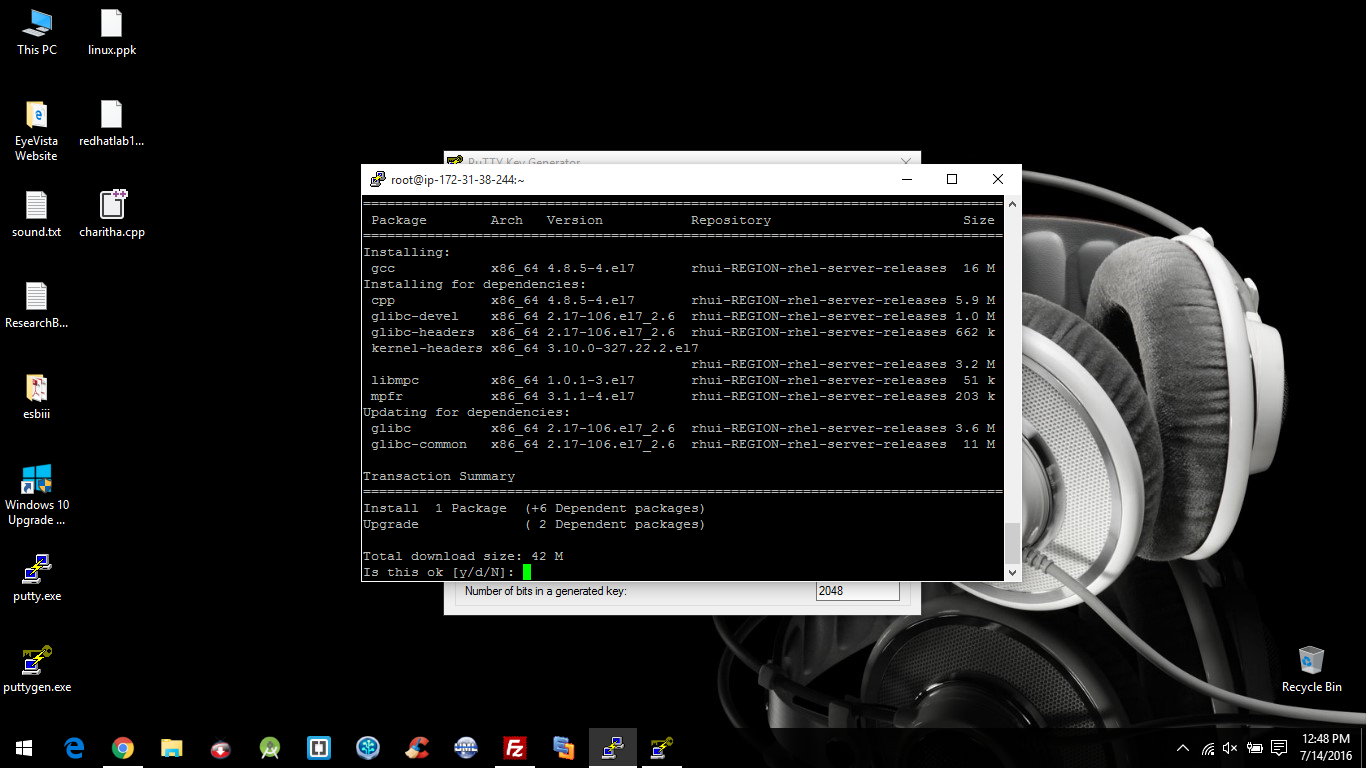 This PC
linux.ppk
EyeVista
Website
redhatlab1...
sound.txt
charitha.cpp
ResearchB...
esbiii
Windows 10
Upgrade ...
putty.exe
puttygen.exe
PuTTY Key Generator
root@ip-172-31-38-244:~
Package Arch Version Repository Size
Installing:
gcc x86_64 4.8.5-4.el7 rhui-REGION-rhel-server-releases 16 M
Installing for dependencies:
cpp x86_64 4.8.5-4.el7 rhui-REGION-rhel-server-releases 5.9 M
glibc-devel x86_64 2.17-106.el7_2.6 rhui-REGION-rhel-server-releases 1.0 M
glibc-headers x86_64 2.17-106.el7_2.6 rhui-REGION-rhel-server-releases 662 k
kernel-headers x86_64 3.10.0-327.22.2.el7
rhui-REGION-rhel-server-releases 3.2 M
libmpc x86_64 1.0.1-3.el7 rhui-REGION-rhel-server-releases 51 k
mpfr x86_64 3.1.1-4.el7 rhui-REGION-rhel-server-releases 203 k
Updating for dependencies:
glibc x86_64 2.17-106.el7_2.6 rhui-REGION-rhel-server-releases 3.6 M
glibc-common x86_64 2.17-106.el7_2.6 rhui-REGION-rhel-server-releases 11 M
Transaction Summary
Install 1 Package (+6 Dependent packages)
Upgrade ( 2 Dependent packages)
Total download size: 42 M
Is this ok [y/d/N]:
Number of bits in a generated key: 2048
Recycle Bin
12:48 PM
7/14/2016